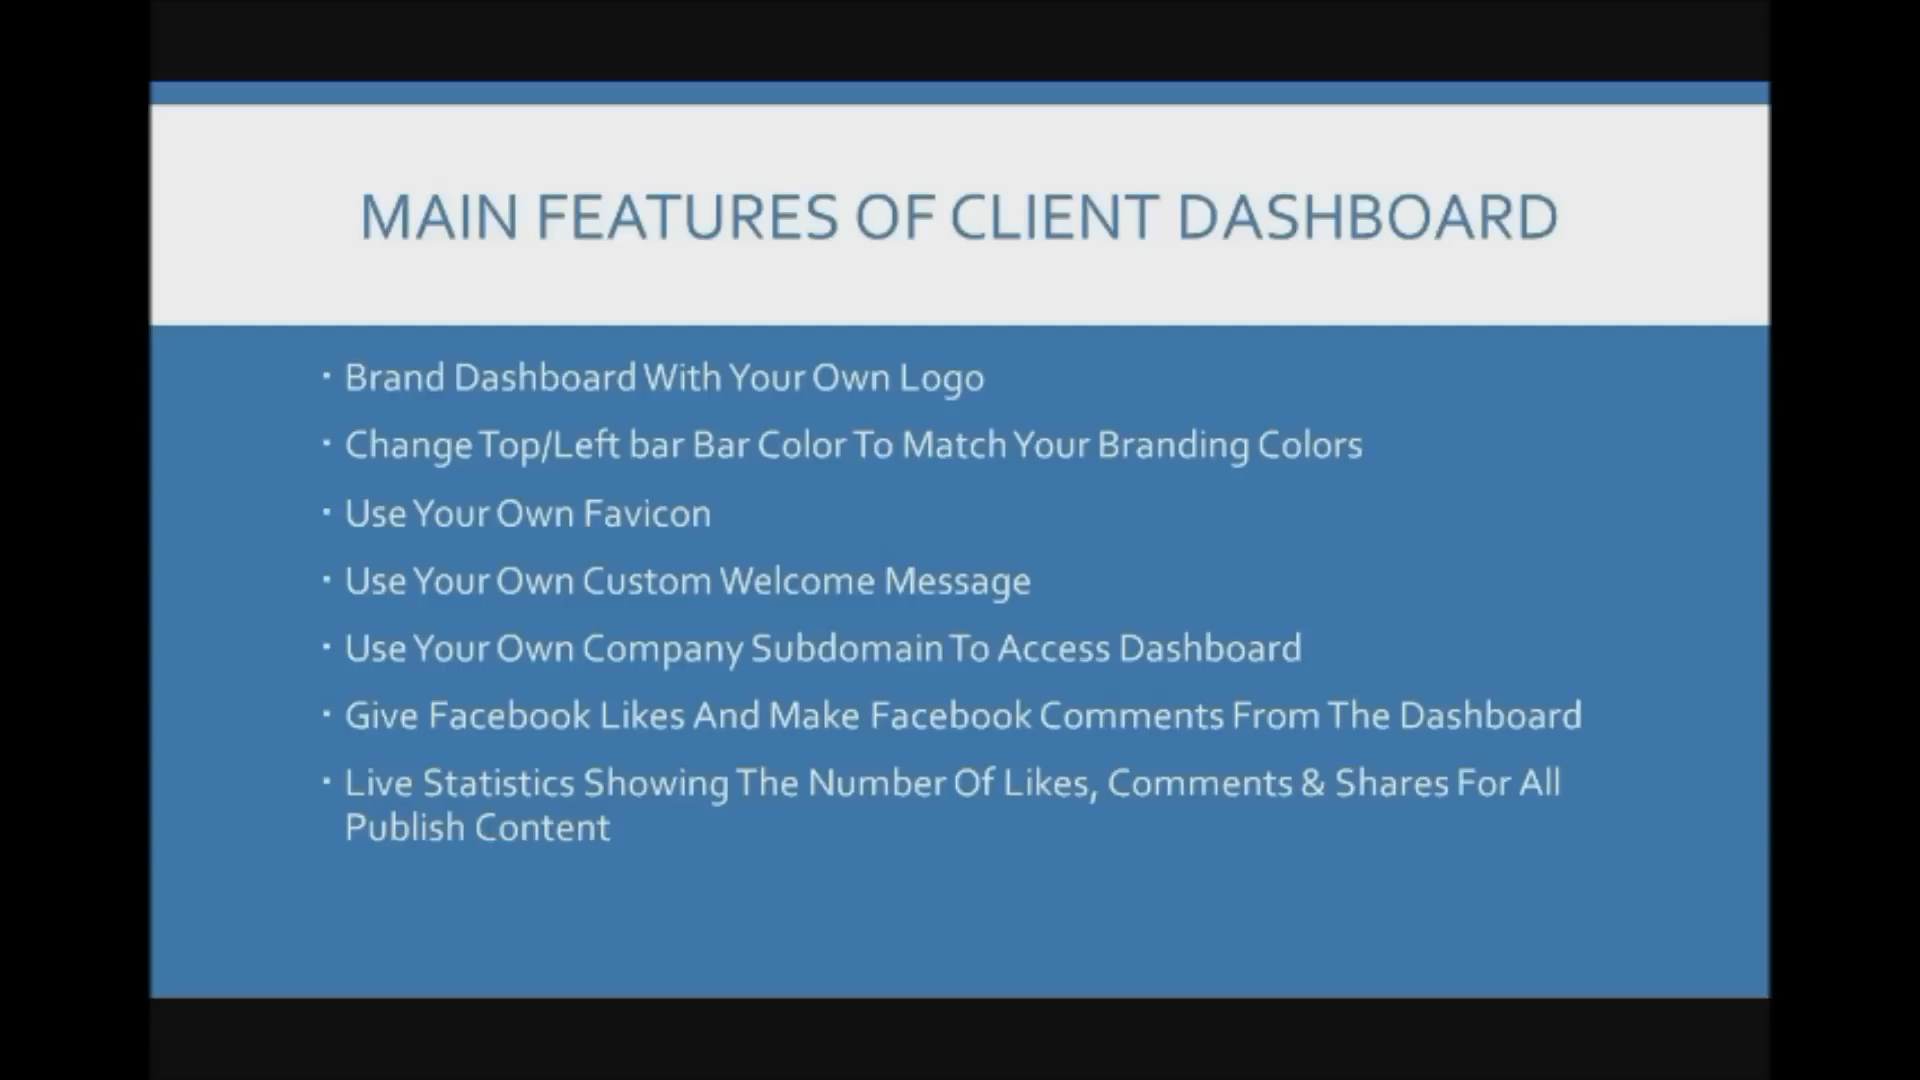 MAIN FEATURES OF CLIENT DASHBOARD
· Brand Dashboard With Your Own Logo
· Change Top/Left bar Bar Color To Match Your Branding Colors
· Use Your Own Favicon
· Use Your Own Custom Welcome Message
· Use Your Own Company Subdomain To Access Dashboard
· Give Facebook Likes And Make Facebook Comments From The Dashboard
· Live Statistics Showing The Number Of Likes, Comments & Shares For All
Publish Content